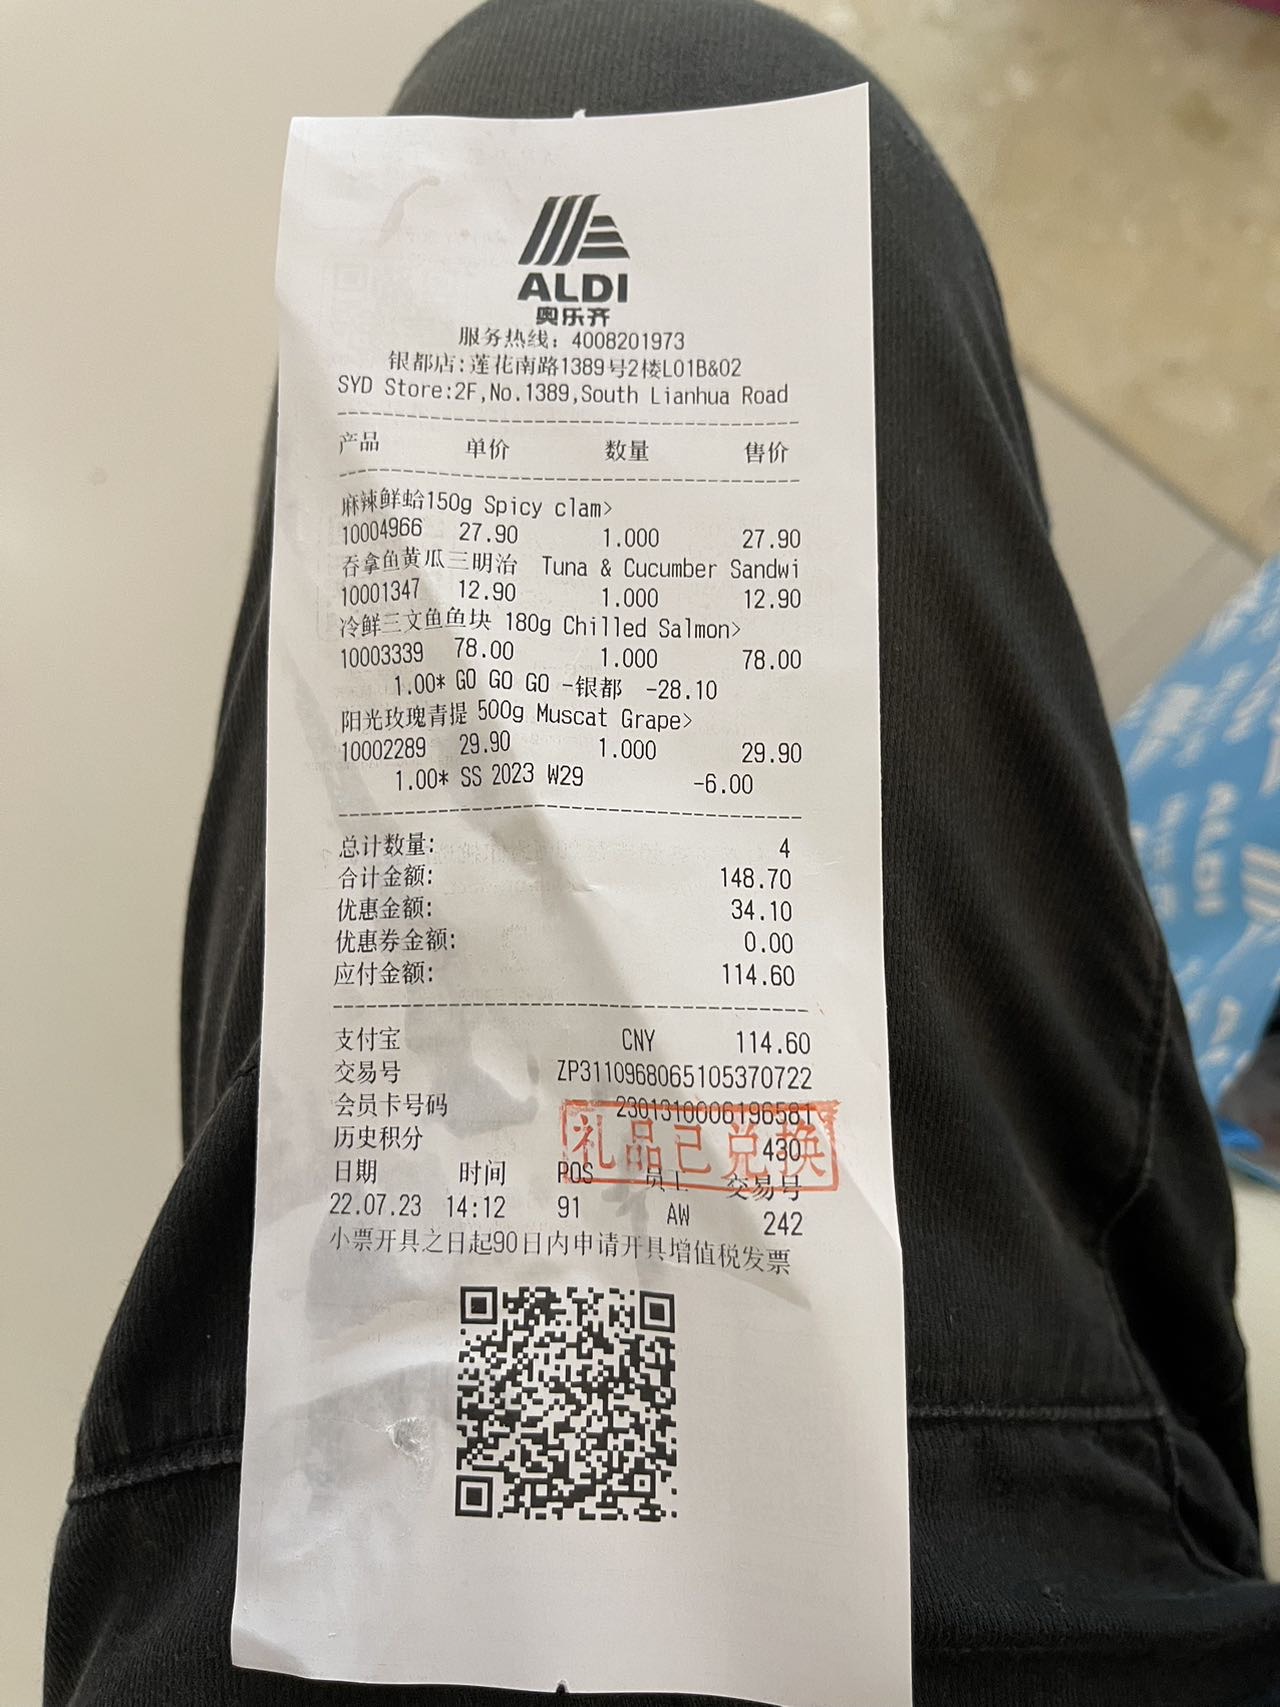 ALDI
奥乐齐
服务热线: 4008201973
银都店:莲花南路1389号2楼L01B&02
SYD Store:2F,No.1389,South Lianhua Road
产品 单价 数量 售价
麻辣鲜蛤150g Spicy clam>
10004966 27.90 1.000 27.90
吞拿鱼黄瓜三明治 Tuna & Cucumber Sandwi
10001347 12.90 1.000 12.90
冷鲜三文鱼鱼块 180g Chilled Salmon>
10003339 78.00 1.000 78.00
1.00* GO GO GO -银都 -28.10
阳光玫瑰青提 500g Muscat Grape>
10002289 29.90 1.000 29.90
1.00* SS 2023 W29 -6.00
总计数量: 4
合计金额: 148.70
优惠金额: 34.10
优惠券金额: 0.00
应付金额: 114.60
支付宝 CNY 114.60
交易号 ZP3110968065105370722
会员卡号码 2301310006196581
历史积分 430
礼品已兑换
日期 时间 POS 员工 交易号
22.07.23 14:12 91 AW 242
小票开具之日起90日内申请开具增值税发票
ALDI